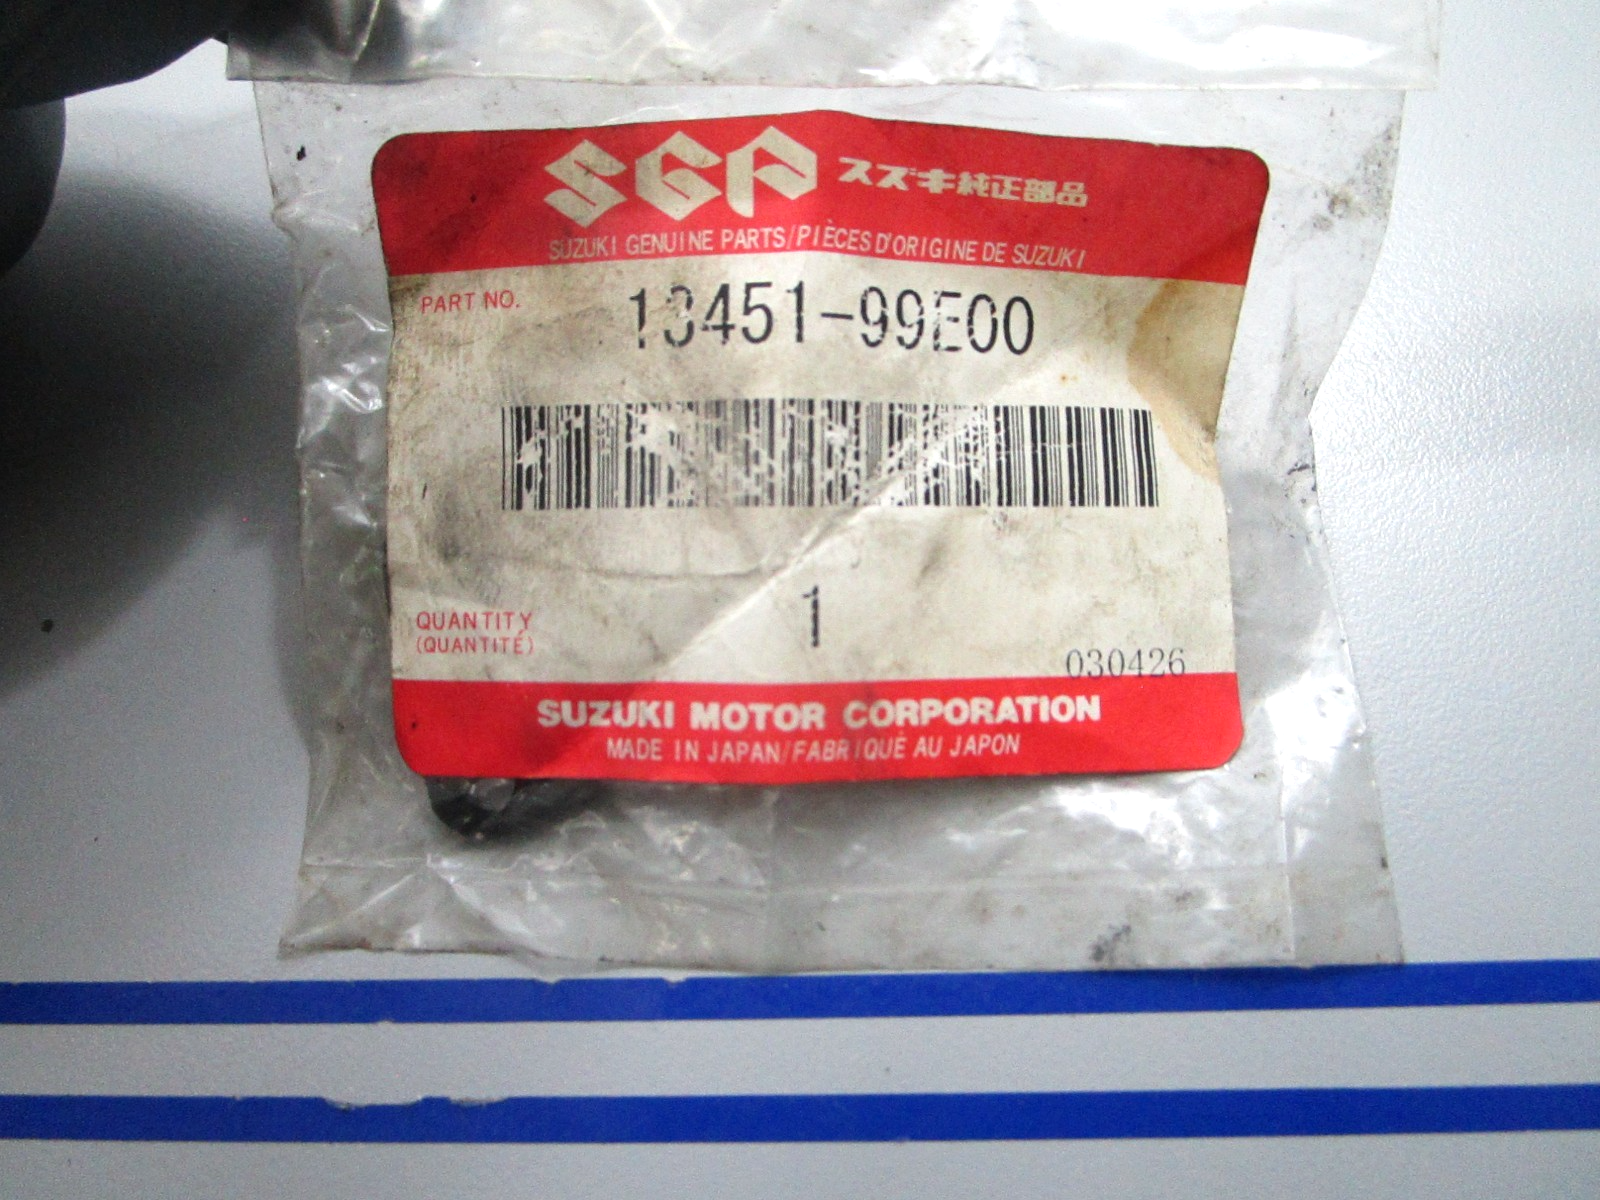 SGP スズキ純正部品
SUZUKI GENUINE PARTS/PIÈCES D'ORIGINE DE SUZUKI
PART NO. 13451-99E00
QUANTITY 1
(QUANTITÉ)
030426
SUZUKI MOTOR CORPORATION
MADE IN JAPAN/FABRIQUÉ AU JAPON